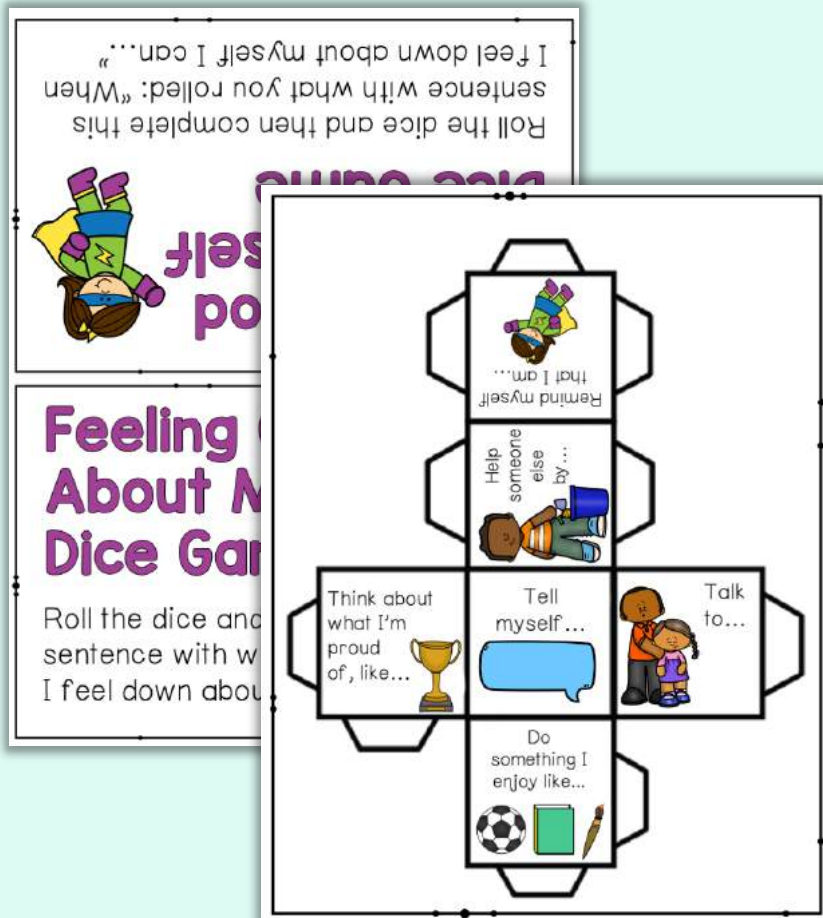 Dice Game
Roll the dice and then complete this
sentence with what you rolled: “When
I feel down about myself I can...”
Feeling
About
Dice
Roll the dice and
sentence with
I feel down
Remind myself
that I am...
Help
someone
else
by...
Think about
what I'm
proud
of, like...
Tell
myself...
Talk
to...
Do
something I
enjoy like...